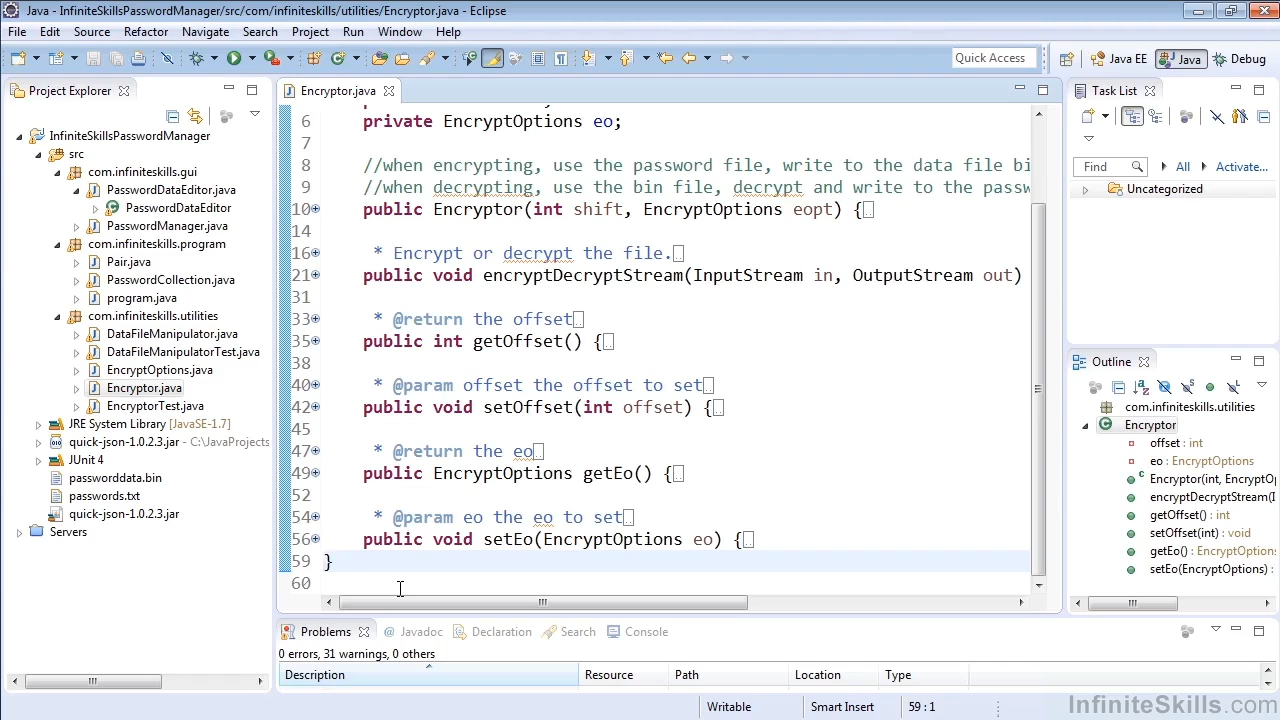 Java - InfiniteSkillsPasswordManager/src/com/infiniteskills/utilities/Encryptor.java - Eclipse
File Edit Source Refactor Navigate Search Project Run Window Help
Quick Access
Java EE
Java
Debug
Project Explorer
InfiniteSkillsPasswordManager
src
com.infiniteskills.gui
PasswordDataEditor.java
PasswordDataEditor
PasswordManager.java
com.infiniteskills.program
Pair.java
PasswordCollection.java
program.java
com.infiniteskills.utilities
DataFileManipulator.java
DataFileManipulatorTest.java
EncryptOptions.java
Encryptor.java
EncryptorTest.java
JRE System Library [JavaSE-1.7]
quick-json-1.0.2.3.jar - C:\JavaProjects
JUnit 4
passworddata.bin
passwords.txt
quick-json-1.0.2.3.jar
Servers
Encryptor.java
6 private EncryptOptions eo;
7
8 //when encrypting, use the password file, write to the data file bi
9 //when decrypting, use the bin file, decrypt and write to the passw
10 public Encryptor(int shift, EncryptOptions eopt) {
14
16 * Encrypt or decrypt the file.
21 public void encryptDecryptStream(InputStream in, OutputStream out)
31
33 * @return the offset
35 public int getOffset() {
38
40 * @param offset the offset to set
42 public void setOffset(int offset) {
45
47 * @return the eo
49 public EncryptOptions getEo() {
52
54 * @param eo the eo to set
56 public void setEo(EncryptOptions eo) {
59 }
60
Task List
Find
All
Activate...
Uncategorized
Outline
com.infiniteskills.utilities
Encryptor
offset : int
eo : EncryptOptions
Encryptor(int, EncryptO
encryptDecryptStream(I
getOffset() : int
setOffset(int) : void
getEo() : EncryptOptions
setEo(EncryptOptions) :
Problems
Javadoc
Declaration
Search
Console
0 errors, 31 warnings, 0 others
Description Resource Path Location Type
Writable Smart Insert 59 : 1
InfiniteSkills.com